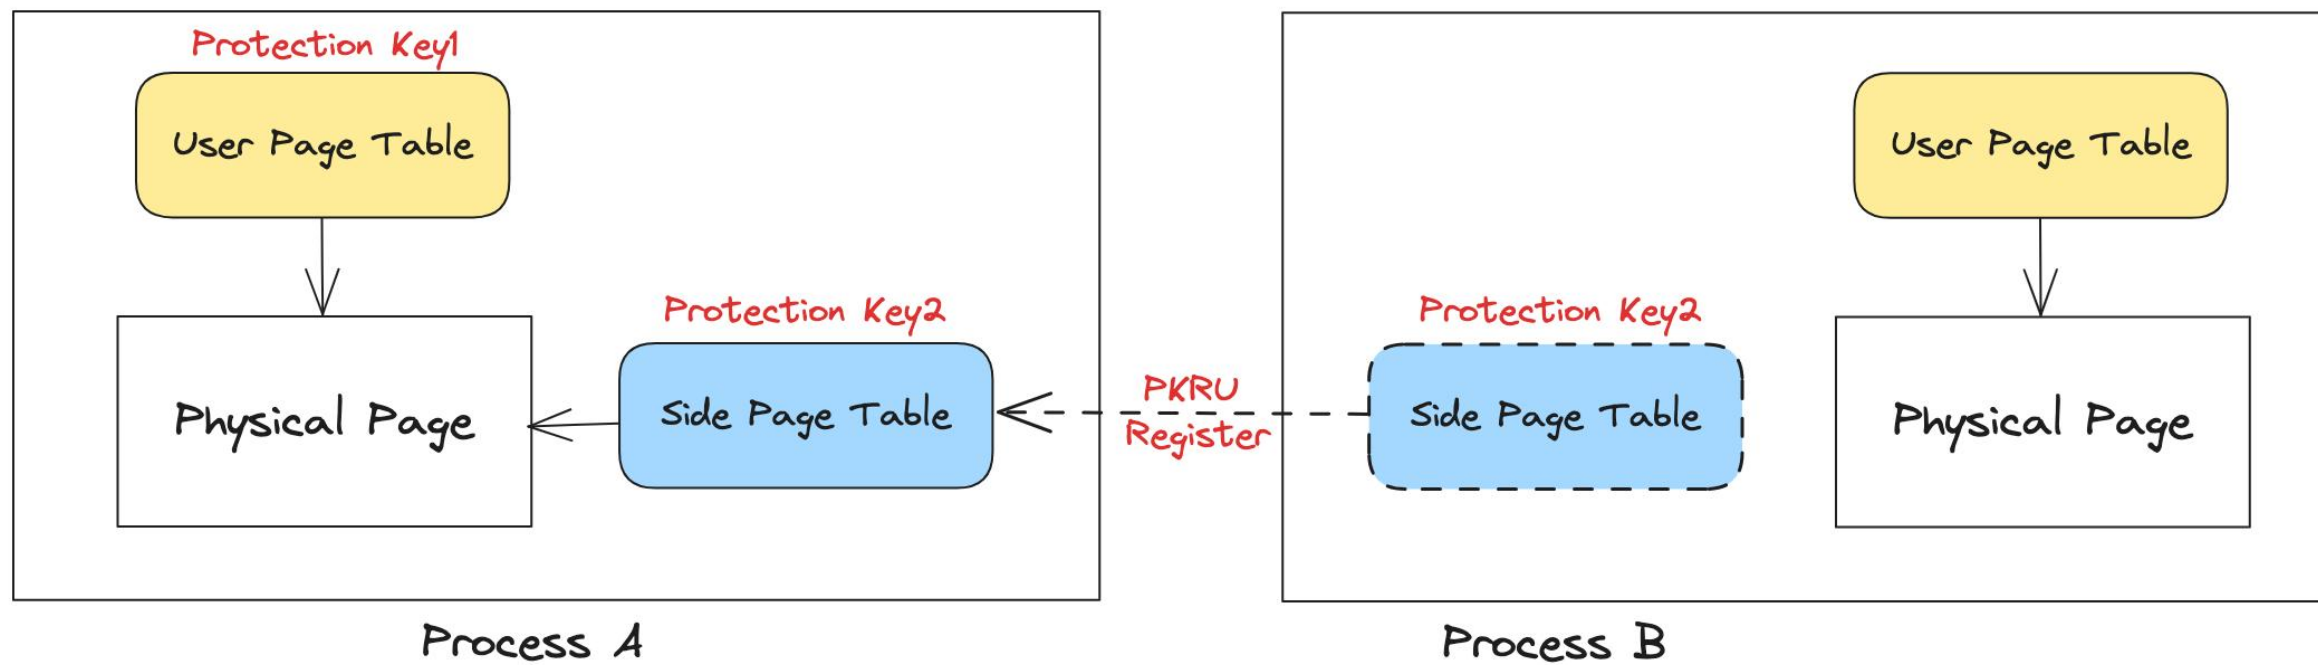 Protection Key1
User Page Table
Physical Page
Protection Key2
Side Page Table
Process A
PKRU
Register
User Page Table
Protection Key2
Side Page Table
Physical Page
Process B